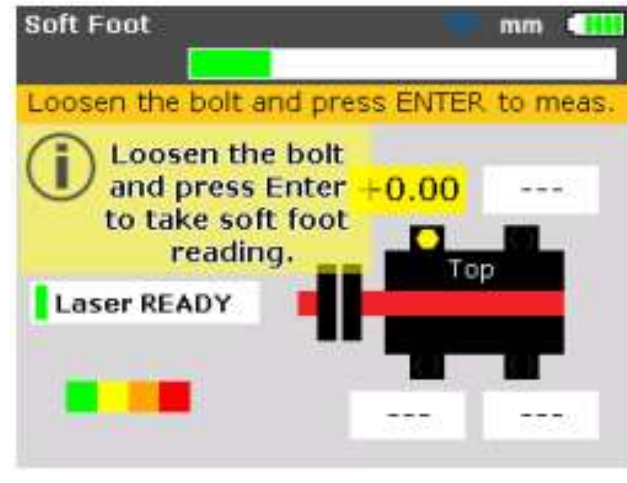 Soft Foot
mm
Loosen the bolt and press ENTER to meas.
Loosen the bolt
and press Enter
to take soft foot
reading.
+0.00
---
Top
Laser READY
---
---